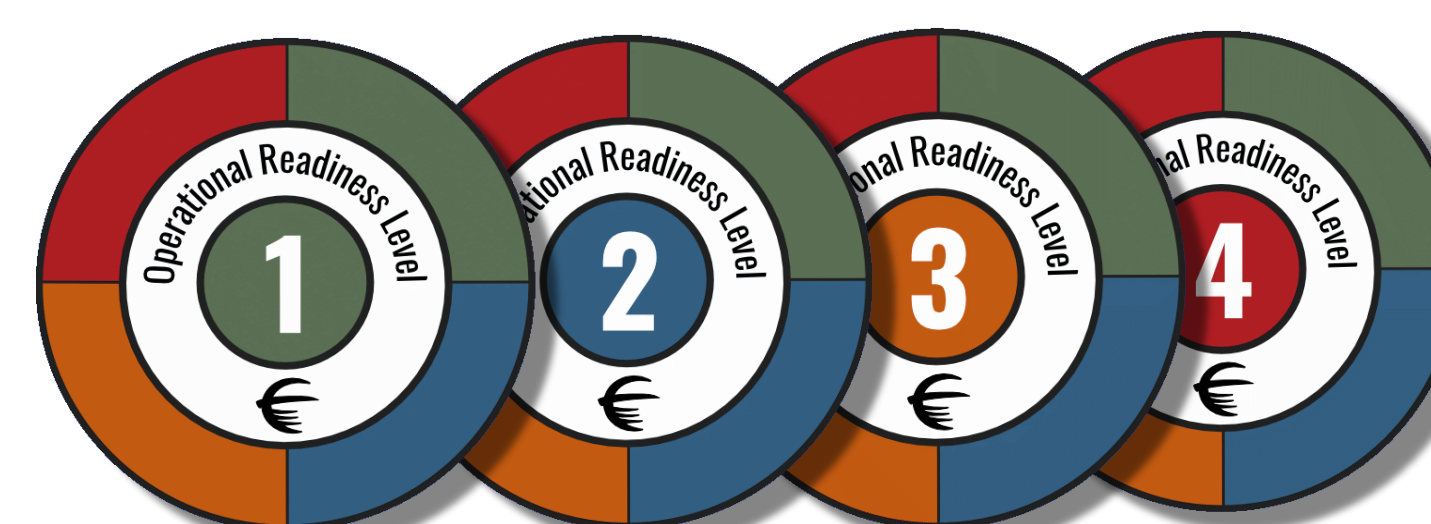 Operational Readiness Level
1
ational Readiness Level
2
onal Readiness Level
3
nal Readiness Level
4